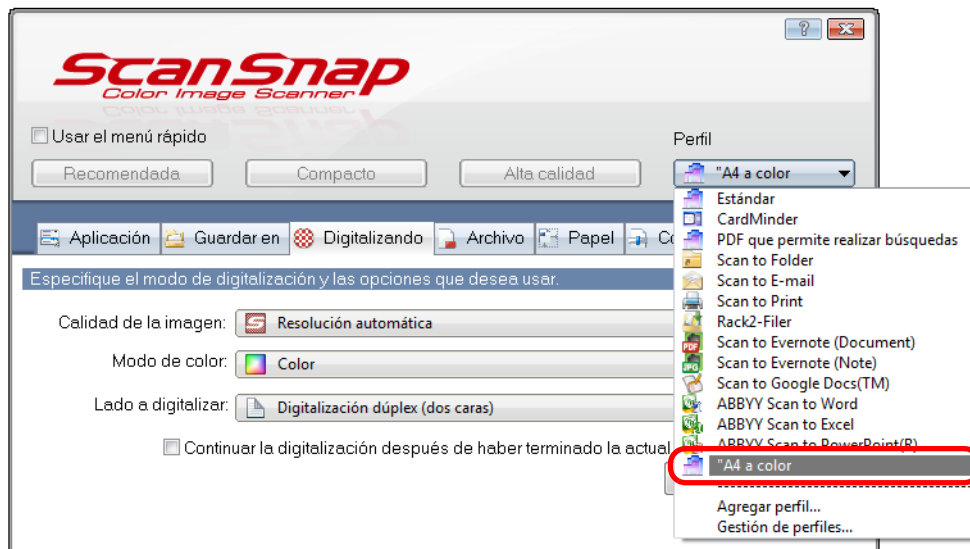 ScanSnap
Color Image Scanner
Usar el menú rápido
Perfil
Recomendada
Compacto
Alta calidad
"A4 a color
Aplicación
Guardar en
Digitalizando
Archivo
Papel
Especifique el modo de digitalización y las opciones que desea usar.
Calidad de la imagen:
Resolución automática
Modo de color:
Color
Lado a digitalizar:
Digitalización dúplex (dos caras)
Continuar la digitalización después de haber terminado la actual
Estándar
CardMinder
PDF que permite realizar búsquedas
Scan to Folder
Scan to E-mail
Scan to Print
Rack2-Filer
Scan to Evernote (Document)
Scan to Evernote (Note)
Scan to Google Docs(TM)
ABBYY Scan to Word
ABBYY Scan to Excel
ABBYY Scan to PowerPoint(R)
"A4 a color
Agregar perfil...
Gestión de perfiles...